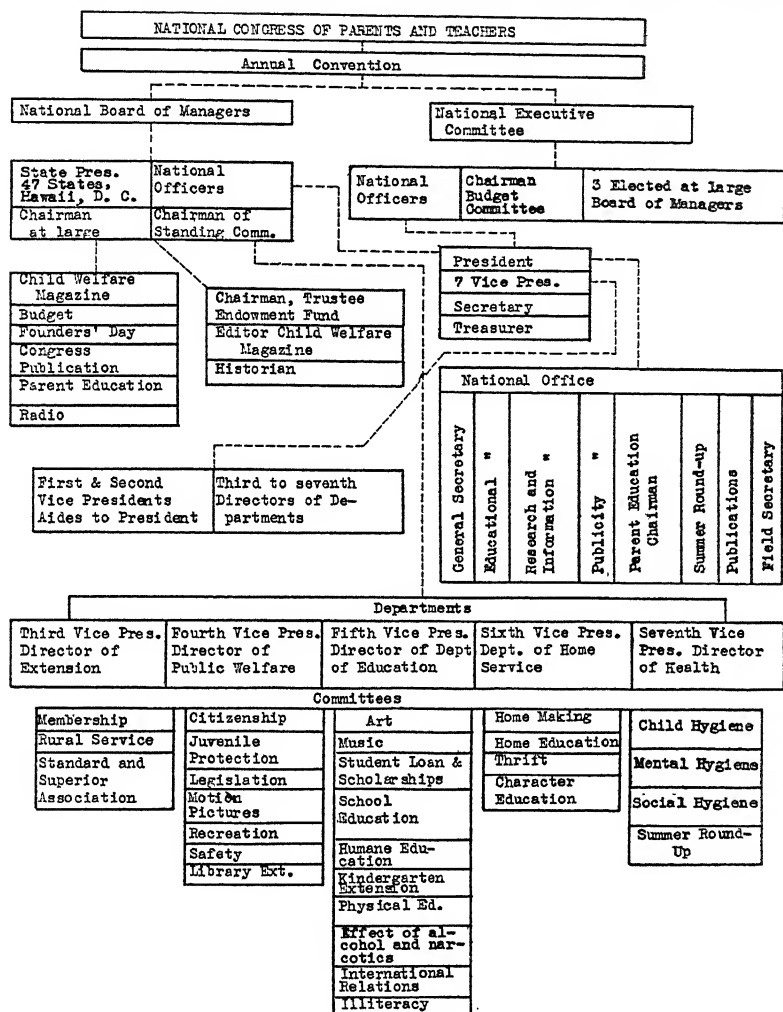 NATIONAL CONGRESS OF PARENTS AND TEACHERS
Annual Convention
National Board of Managers
National Executive
Committee
State Pres.
47 States,
Hawaii, D. C.
National
Officers
Chairman
at large
Chairman of
Standing Comm.
National
Officers
Chairman
Budget
Committee
3 Elected at large
Board of Managers
President
7 Vice Pres.
Secretary
Treasurer
Child Welfare
Magazine
Budget
Founders' Day
Congress
Publication
Parent Education
Radio
Chairman, Trustee
Endowment Fund
Editor Child Welfare
Magazine
Historian
National Office
General Secretary
Educational "
Research and
Information "
Publicity "
Parent Education
Chairman
Summer Round-up
Publications
Field Secretary
First & Second
Vice Presidents
Aides to President
Third to seventh
Directors of De-
partments
Departments
Third Vice Pres.
Director of
Extension
Fourth Vice Pres.
Director of
Public Welfare
Fifth Vice Pres.
Director of Dept
of Education
Sixth Vice Pres.
Dept. of Home
Service
Seventh Vice
Pres. Director
of Health
Committees
Membership
Rural Service
Standard and
Superior
Association
Citizenship
Juvenile
Protection
Legislation
Motion
Pictures
Recreation
Safety
Library Ext.
Art
Music
Student Loan &
Scholarships
School
Education
Humane Edu-
cation
Kindergarten
Extension
Physical Ed.
Effect of al-
cohol and nar-
cotics
International
Relations
Illiteracy
Home Making
Home Education
Thrift
Character
Education
Child Hygiene
Mental Hygiene
Social Hygiene
Summer Round-
Up